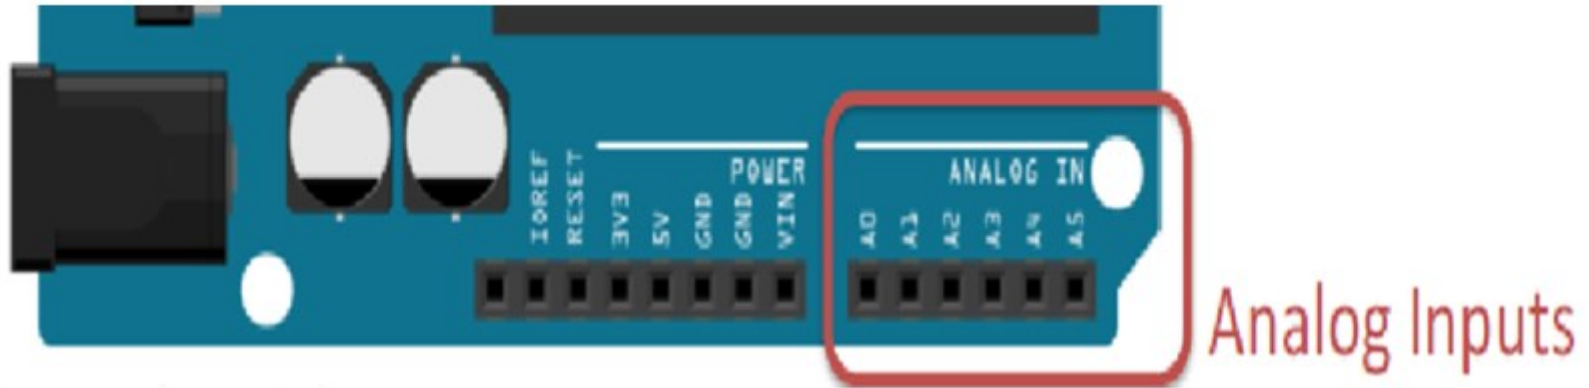 POWER
IOREF
RESET
3V3
5V
GND
GND
VIN
ANALOG IN
A0
A1
A2
A3
A4
A5
Analog Inputs